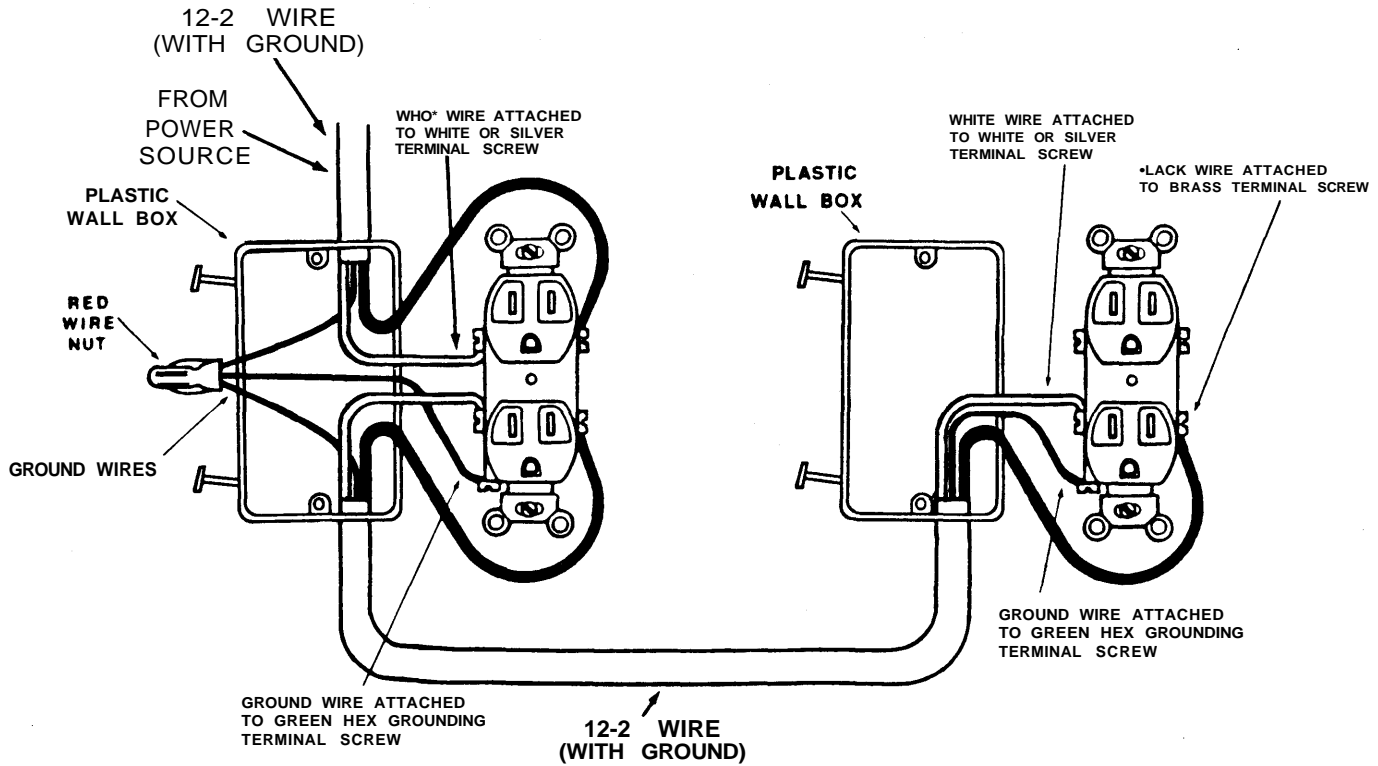 12-2 WIRE
(WITH GROUND)
FROM
POWER
SOURCE
PLASTIC
WALL BOX
RED
WIRE
NUT
GROUND WIRES
WHO* WIRE ATTACHED
TO WHITE OR SILVER
TERMINAL SCREW
GROUND WIRE ATTACHED
TO GREEN HEX GROUNDING
TERMINAL SCREW
12-2 WIRE
(WITH GROUND)
PLASTIC
WALL BOX
WHITE WIRE ATTACHED
TO WHITE OR SILVER
TERMINAL SCREW
•LACK WIRE ATTACHED
TO BRASS TERMINAL SCREW
GROUND WIRE ATTACHED
TO GREEN HEX GROUNDING
TERMINAL SCREW